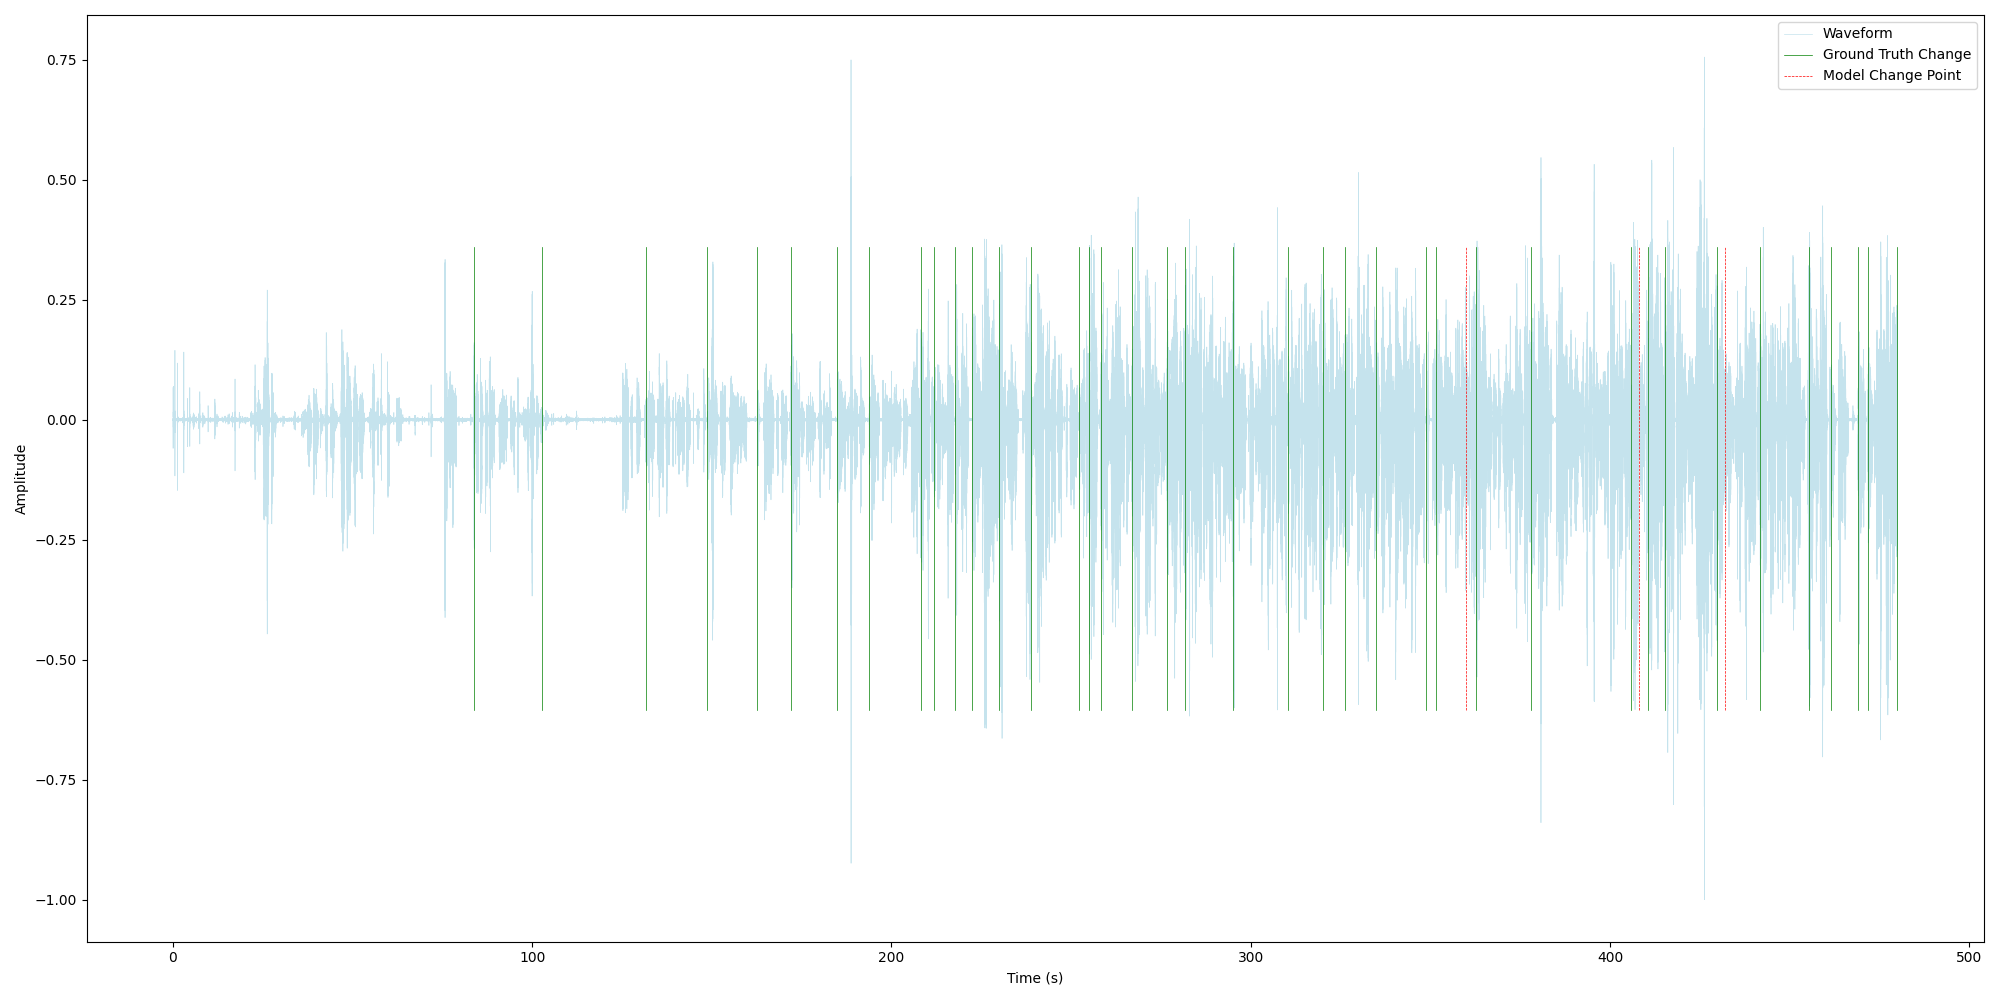 Waveform
Ground Truth Change
Model Change Point
0.75
0.50
0.25
0.00
−0.25
−0.50
−0.75
−1.00
Amplitude
0 100 200 300 400 500
Time (s)